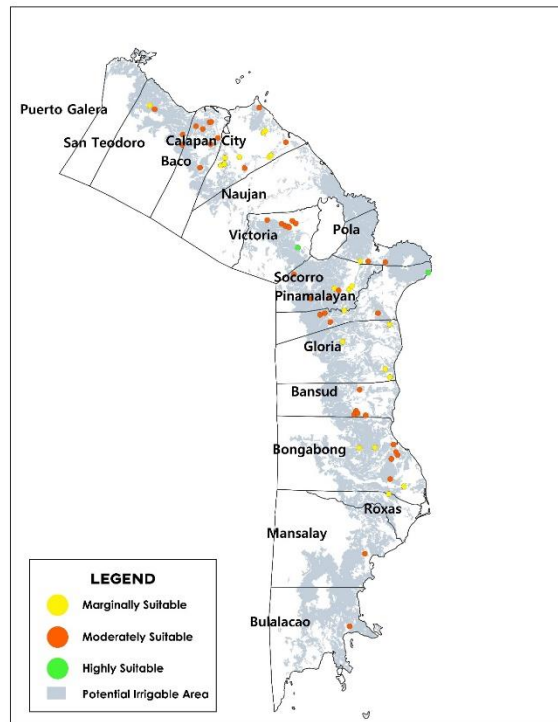 Puerto Galera
San Teodoro
Calapan City
Baco
Naujan
Victoria
Pola
Socorro
Pinamalayan
Gloria
Bansud
Bongabong
Roxas
Mansalay
Bulalacao
LEGEND
Marginally Suitable
Moderately Suitable
Highly Suitable
Potential Irrigable Area